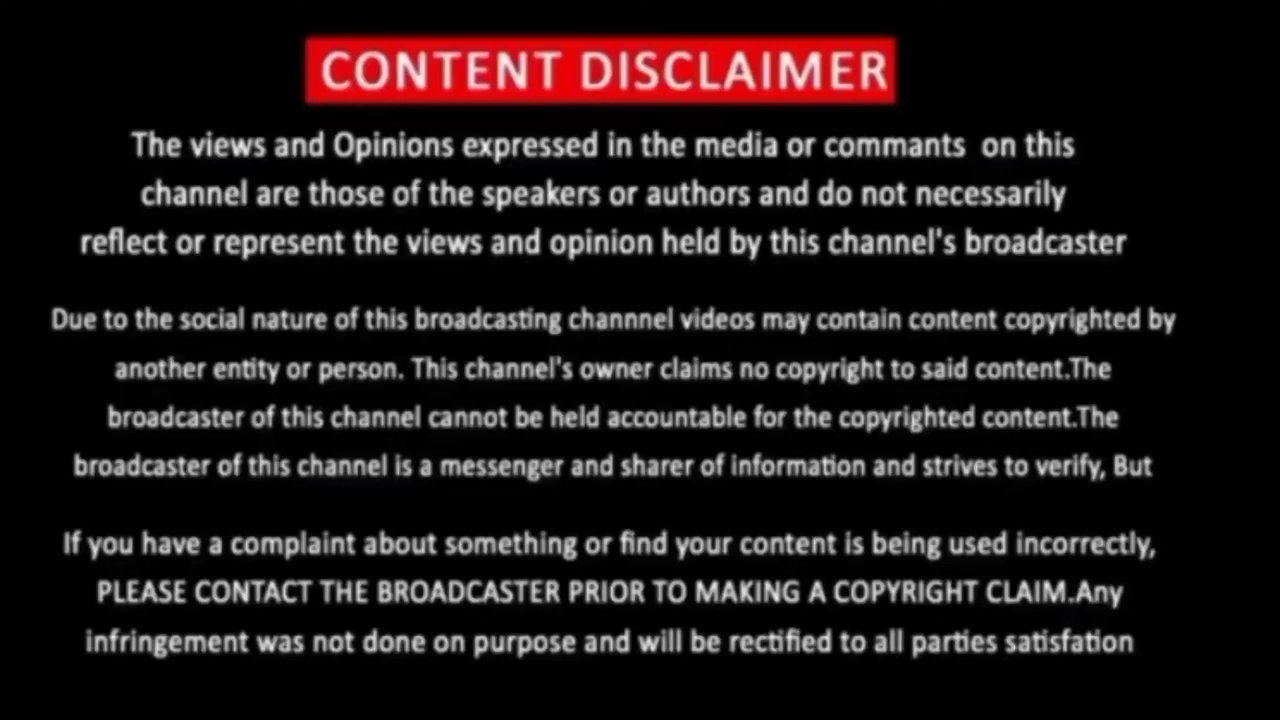 CONTENT DISCLAIMER
The views and Opinions expressed in the media or commants on this
channel are those of the speakers or authors and do not necessarily
reflect or represent the views and opinion held by this channel's broadcaster
Due to the social nature of this broadcasting channnel videos may contain content copyrighted by
another entity or person. This channel's owner claims no copyright to said content.The
broadcaster of this channel cannot be held accountable for the copyrighted content.The
broadcaster of this channel is a messenger and sharer of information and strives to verify, But
If you have a complaint about something or find your content is being used incorrectly,
PLEASE CONTACT THE BROADCASTER PRIOR TO MAKING A COPYRIGHT CLAIM.Any
infringement was not done on purpose and will be rectified to all parties satisfation